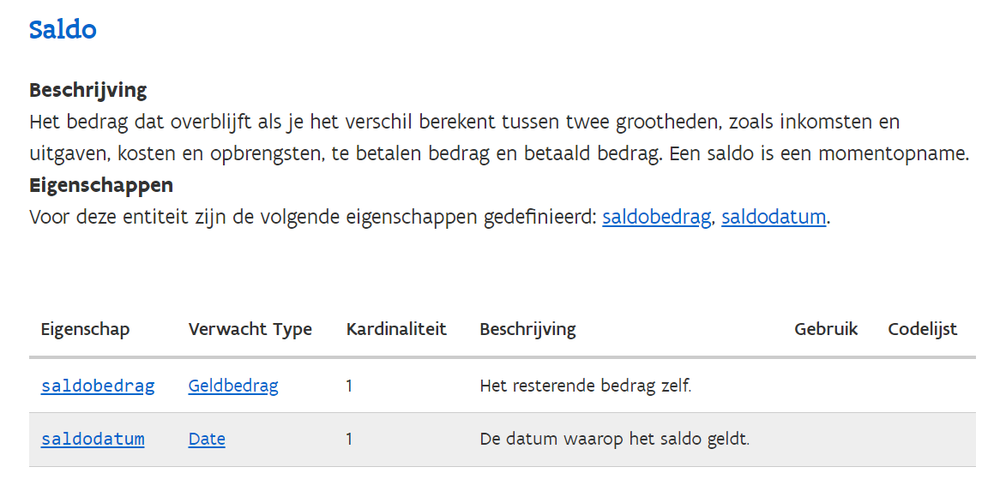 Saldo
Beschrijving
Het bedrag dat overblijft als je het verschil berekent tussen twee grootheden, zoals inkomsten en
uitgaven, kosten en opbrengsten, te betalen bedrag en betaald bedrag. Een saldo is een momentopname.
Eigenschappen
Voor deze entiteit zijn de volgende eigenschappen gedefinieerd: saldobedrag, saldodatum.
Eigenschap Verwacht Type Kardinaliteit Beschrijving Gebruik Codelijst
saldobedrag Geldbedrag 1 Het resterende bedrag zelf.
saldodatum Date 1 De datum waarop het saldo geldt.